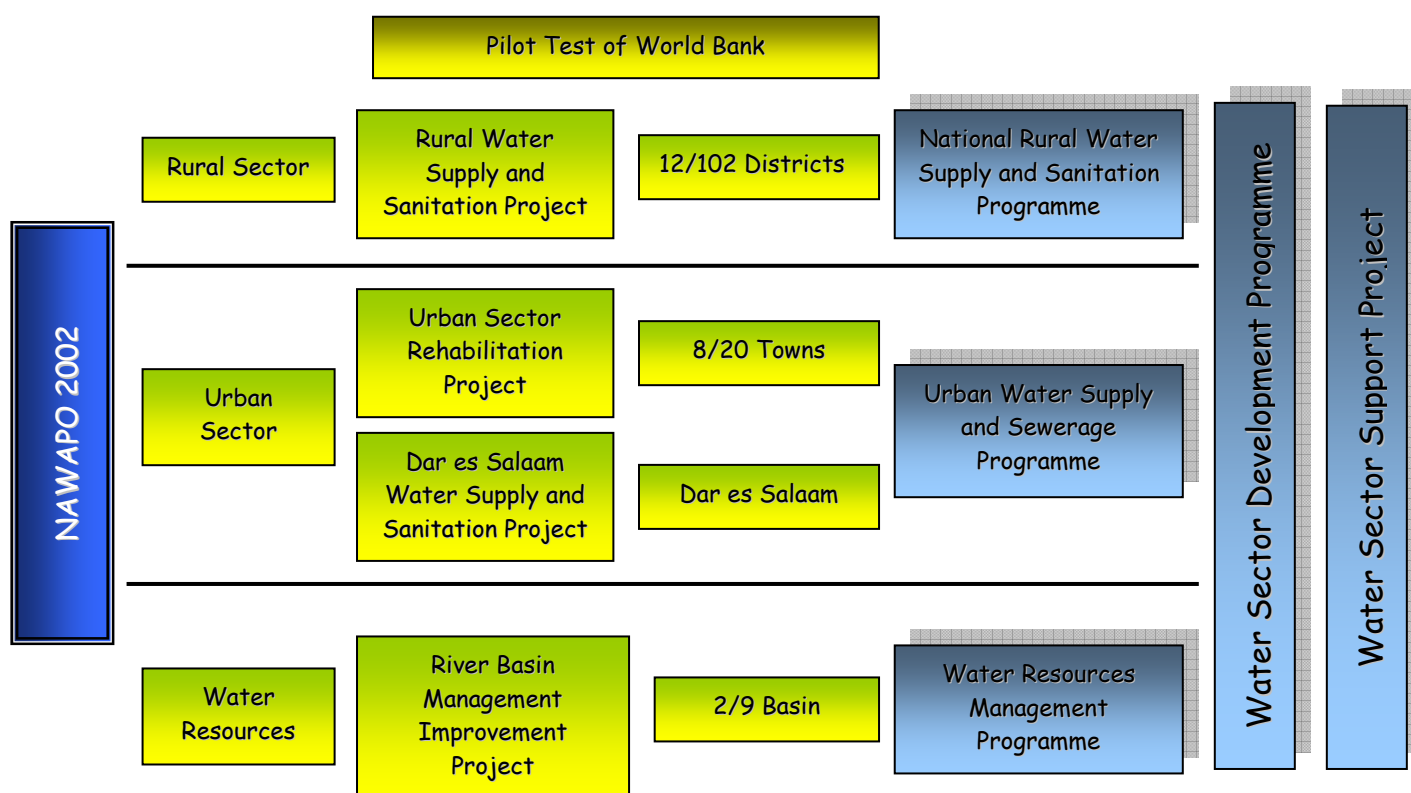 Pilot Test of World Bank
NAWAPO 2002
Rural Sector
Rural Water
Supply and
Sanitation Project
12/102 Districts
National Rural Water
Supply and Sanitation
Programme
Urban
Sector
Urban Sector
Rehabilitation
Project
8/20 Towns
Dar es Salaam
Water Supply and
Sanitation Project
Dar es Salaam
Urban Water Supply
and Sewerage
Programme
Water
Resources
River Basin
Management
Improvement
Project
2/9 Basin
Water Resources
Management
Programme
Water Sector Development Programme
Water Sector Support Project